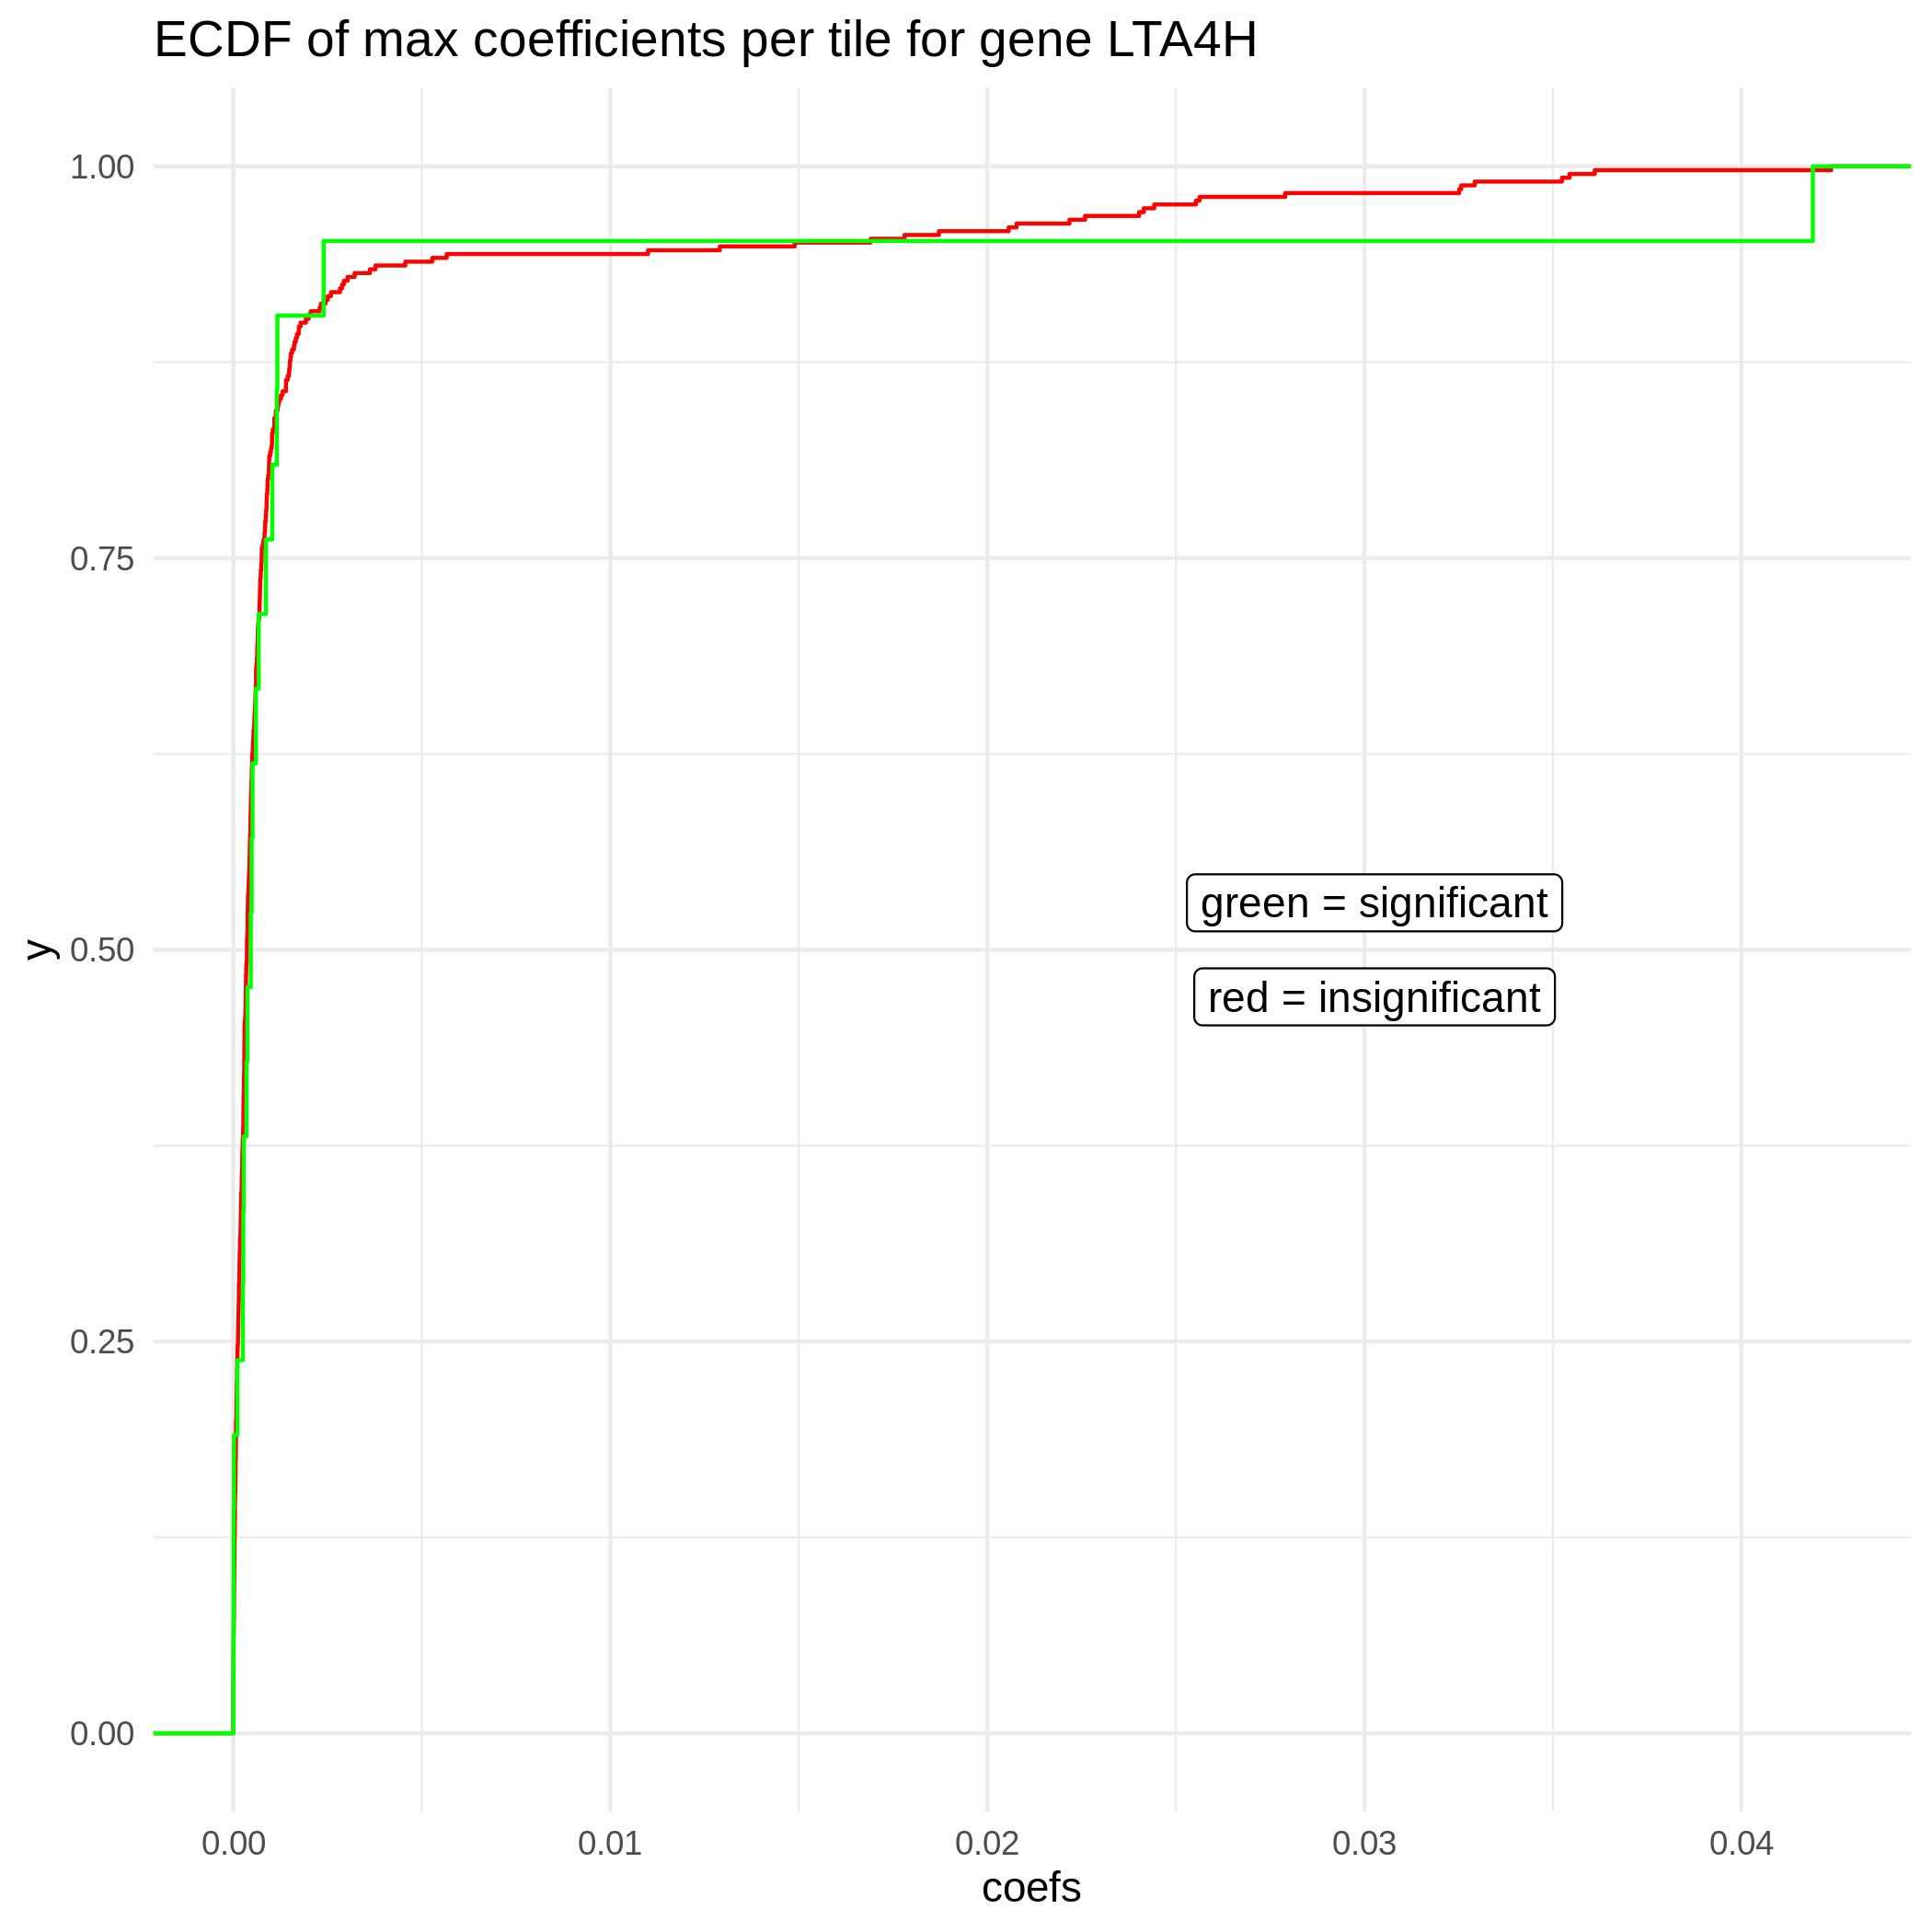 ECDF of max coefficients per tile for gene LTA4H
1.00
0.75
0.50
0.25
0.00
y
green = significant
red = insignificant
0.00 0.01 0.02 0.03 0.04
coefs